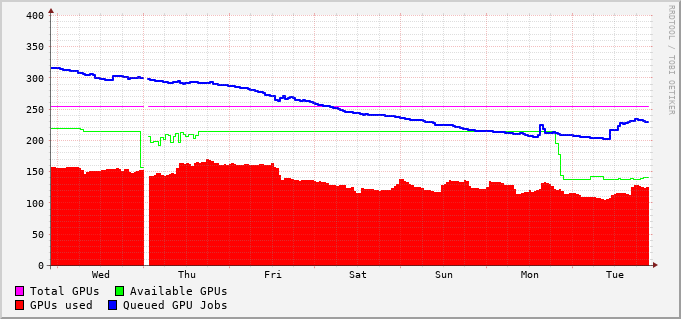 400
350
300
250
200
150
100
50
0
Wed Thu Fri Sat Sun Mon Tue
Total GPUs Available GPUs
GPUs used Queued GPU Jobs
RRDTOOL / TOBI OETIKER